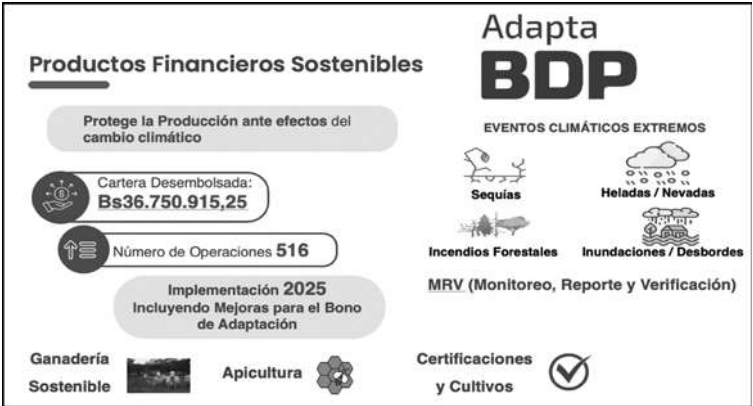 Adapta
BDP
Productos Financieros Sostenibles
Protege la Producción ante efectos del
cambio climático
Cartera Desembolsada:
Bs36.750.915,25
Número de Operaciones 516
Implementación 2025
Incluyendo Mejoras para el Bono
de Adaptación
EVENTOS CLIMÁTICOS EXTREMOS
Sequías
Heladas / Nevadas
Incendios Forestales
Inundaciones / Desbordes
MRV (Monitoreo, Reporte y Verificación)
Ganadería
Sostenible
Apicultura
Certificaciones
y Cultivos